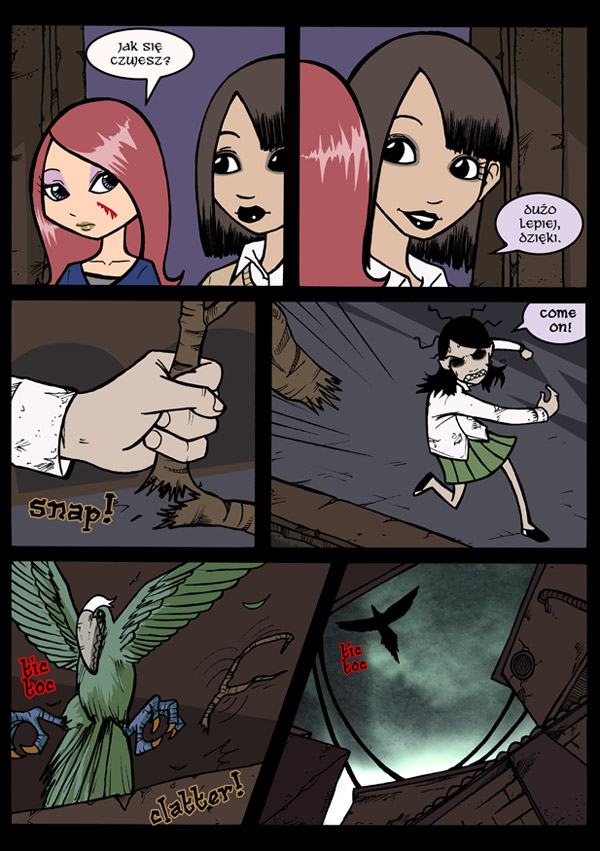 Jak się
czujesz?
dużo
lepiej,
dzięki.
snap!
come
on!
tic
toc
clatter!
tic
toc